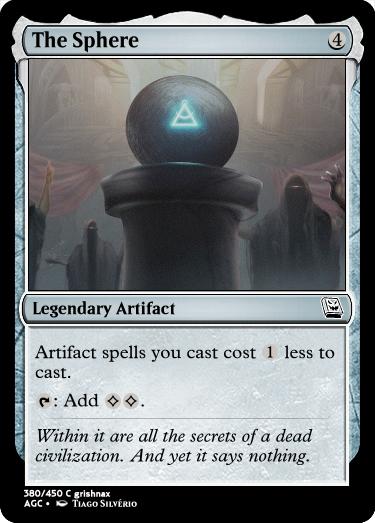 The Sphere 4
Legendary Artifact
Artifact spells you cast cost 1 less to
cast.
: Add .
Within it are all the secrets of a dead
civilization. And yet it says nothing.
380/450 C grishnax
AGC • Tiago Silvério